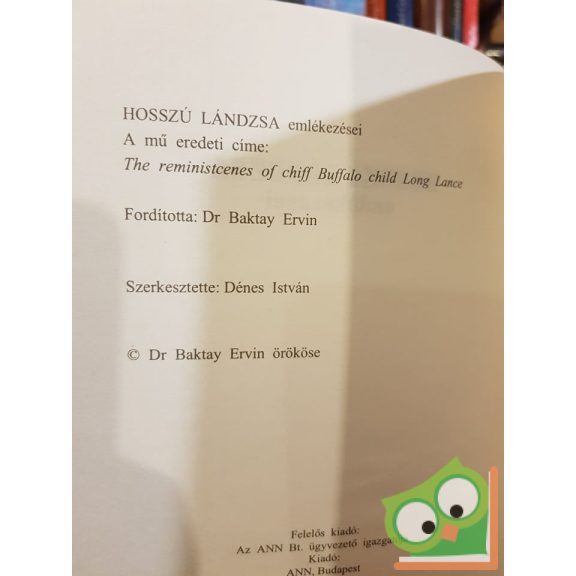 HOSSZÚ LÁNDZSA emlékezései
A mű eredeti címe:
The reministcenes of chiff Buffalo child Long Lance
Fordította: Dr Baktay Ervin
Szerkesztette: Dénes István
© Dr Baktay Ervin örököse
Felelős kiadó:
Az ANN Bt. ügyvezető
Kiadó:
ANN, Budapest